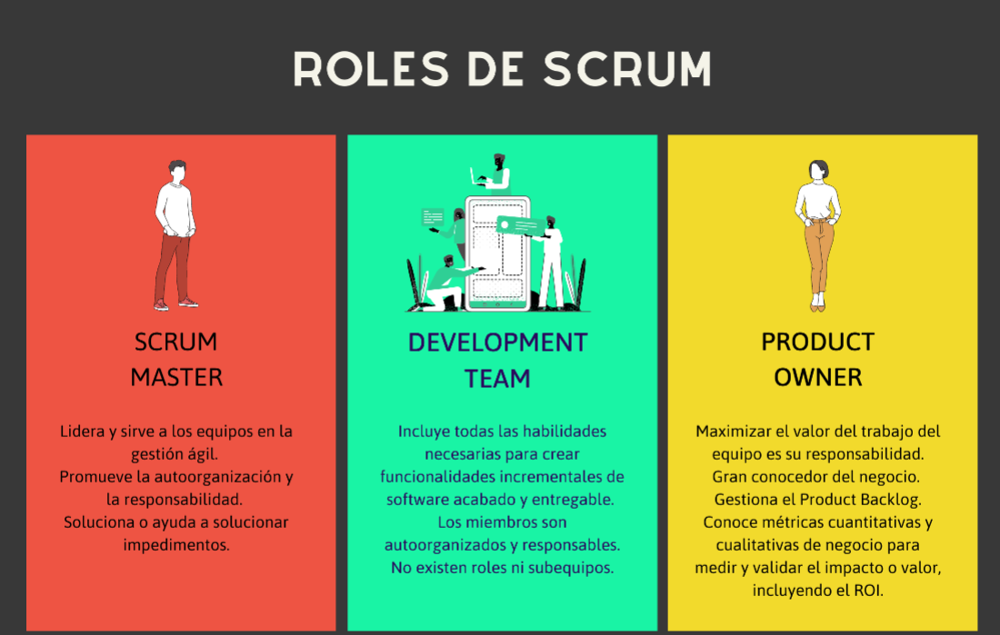 ROLES DE SCRUM
SCRUM
MASTER
Lidera y sirve a los equipos en la
gestión ágil.
Promueve la autoorganización y
la responsabilidad.
Soluciona o ayuda a solucionar
impedimentos.
DEVELOPMENT
TEAM
Incluye todas las habilidades
necesarias para crear
funcionalidades incrementales de
software acabado y entregable.
Los miembros son
autoorganizados y responsables.
No existen roles ni subequipos.
PRODUCT
OWNER
Maximizar el valor del trabajo del
equipo es su responsabilidad.
Gran conocedor del negocio.
Gestiona el Product Backlog.
Conoce métricas cuantitativas y
cualitativas de negocio para
medir y validar el impacto o valor,
incluyendo el ROI.